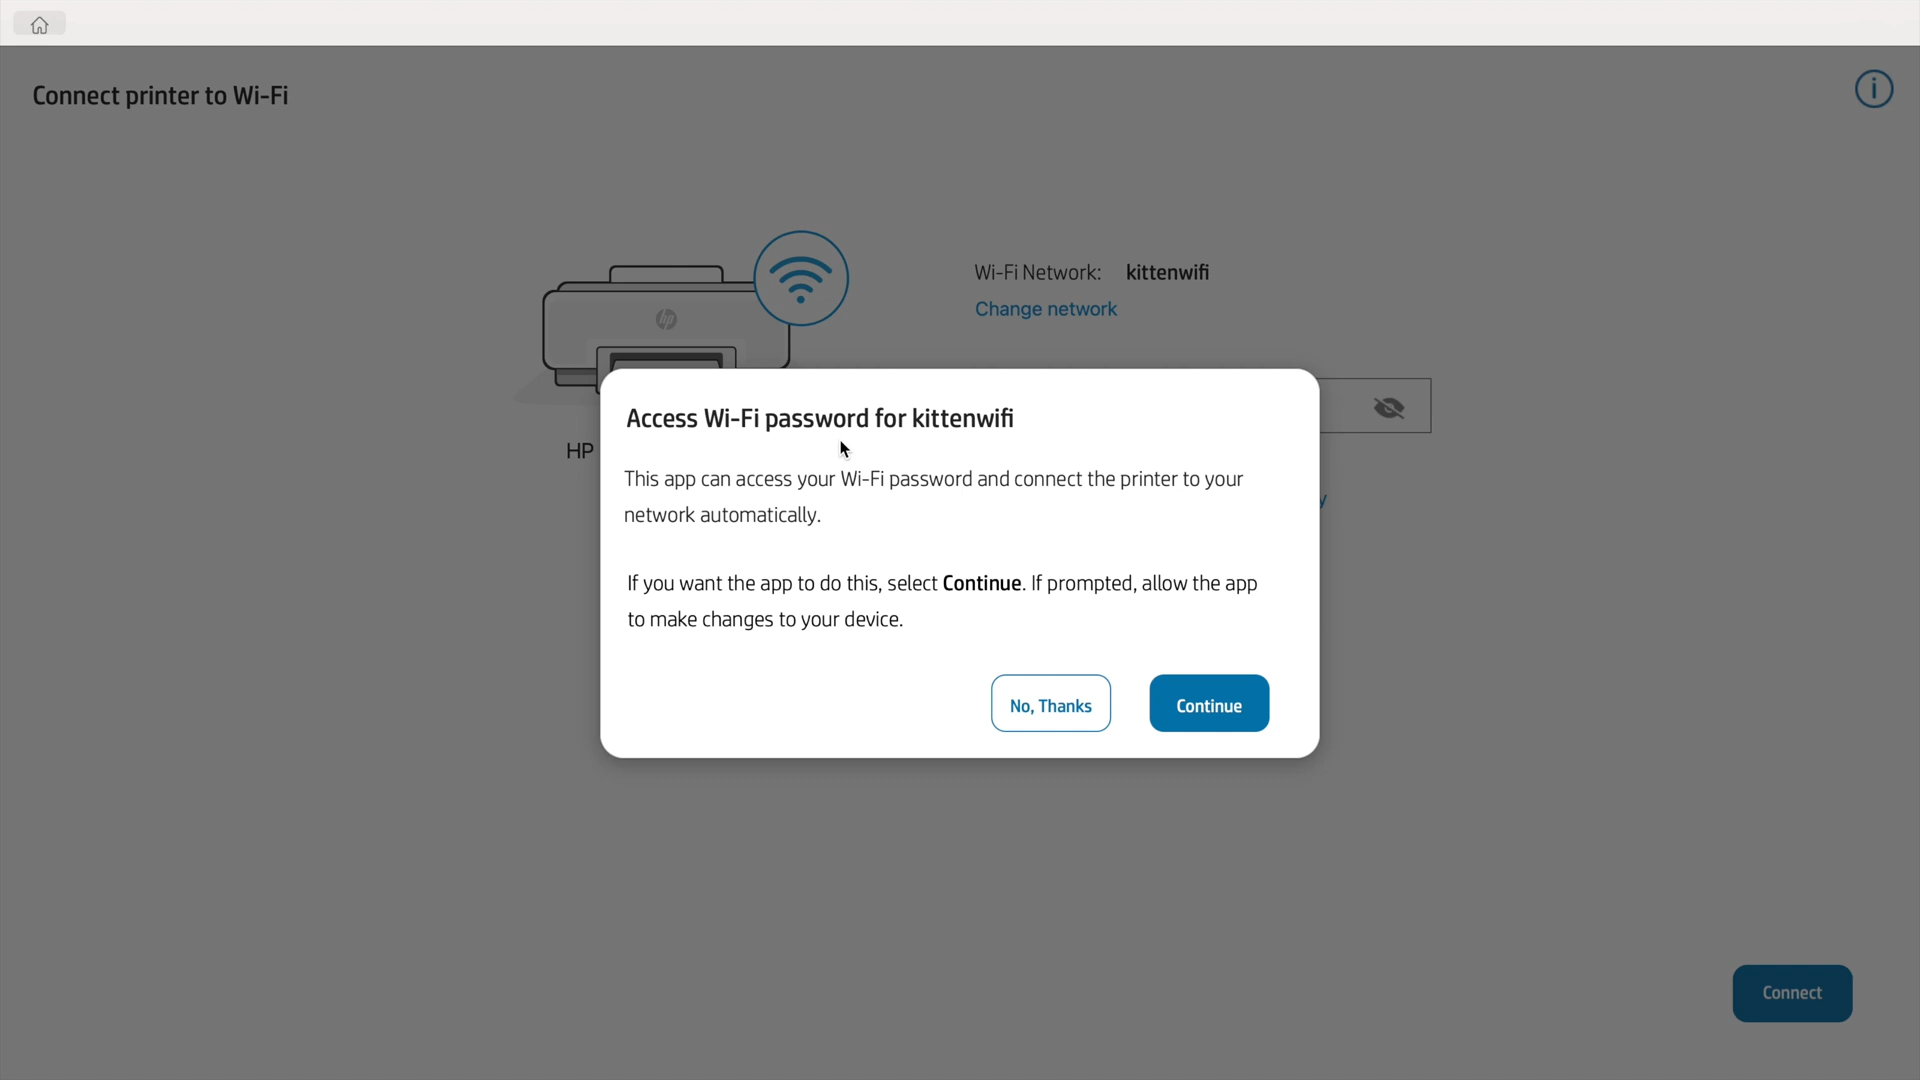 Connect printer to Wi-Fi
Wi-Fi Network: kittenwifi
Change network
hp
HP
Access Wi-Fi password for kittenwifi
This app can access your Wi-Fi password and connect the printer to your
network automatically.
If you want the app to do this, select Continue. If prompted, allow the app
to make changes to your device.
No, Thanks
Continue
Connect